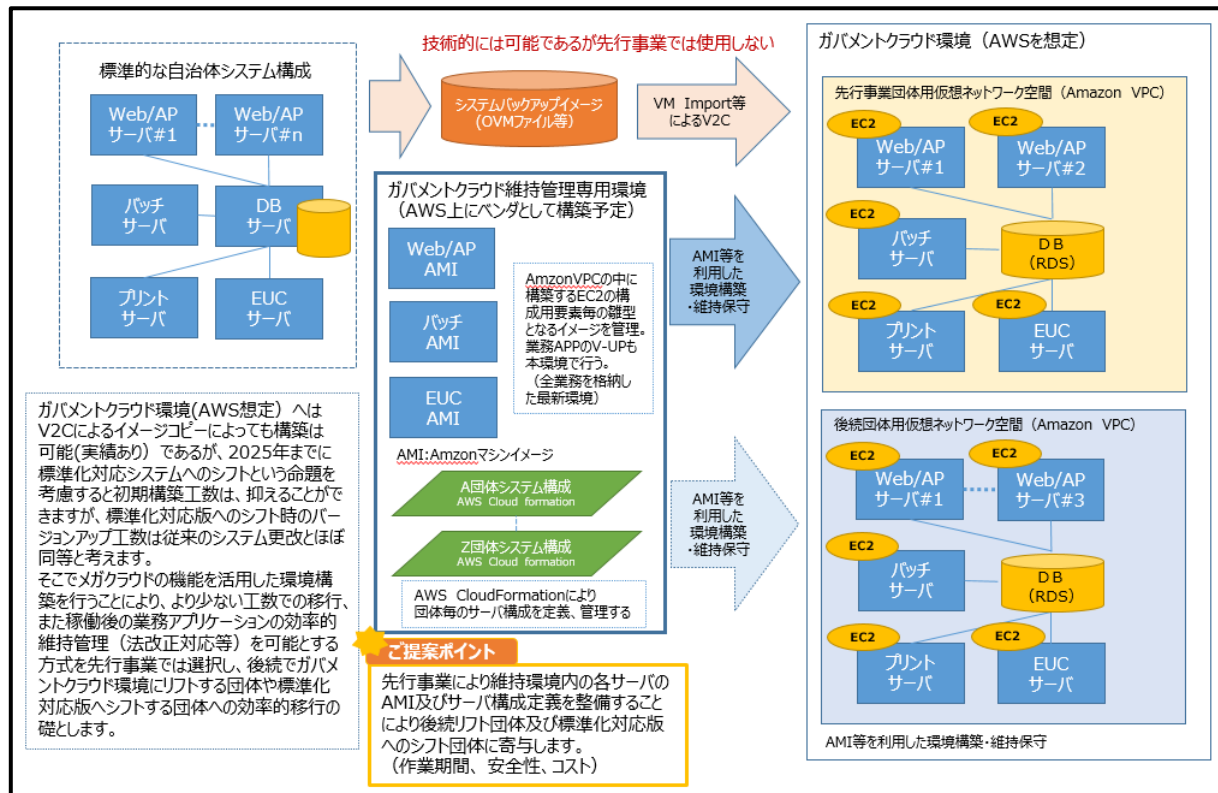 技術的には可能であるが先行事業では使用しない
標準的な自治体システム構成
Web/AP
サーバ#1
Web/AP
サーバ#n
バッチ
サーバ
DB
サーバ
プリント
サーバ
EUC
サーバ
システムバックアップイメージ
(OVMファイル等)
VM Import等
によるV2C
ガバメントクラウド環境（AWSを想定）
先行事業団体用仮想ネットワーク空間（Amazon VPC）
EC2
Web/AP
サーバ#1
EC2
Web/AP
サーバ#2
EC2
バッチ
サーバ
DB
(RDS)
EC2
プリント
サーバ
EC2
EUC
サーバ
ガバメントクラウド維持管理専用環境
（AWS上にベンダとして構築予定）
Web/AP
AMI
バッチ
AMI
EUC
AMI
AmzonVPCの中に
構築するEC2の構
成用要素毎の雛型
となるイメージを管理。
業務APPのV-UPも
本環境で行う。
（全業務を格納し
た最新環境）
AMI:Amzonマシンイメージ
A団体システム構成
AWS Cloud formation
Z団体システム構成
AWS Cloud formation
AWS CloudFormationにより
団体毎のサーバ構成を定義、管理する
AMI等を
利用した
環境構築
・維持保守
AMI等を
利用した
環境構築
・維持保守
ガバメントクラウド環境(AWS想定）へは
V2Cによるイメージコピーによっても構築は
可能(実績あり）であるが、2025年までに
標準化対応システムへのシフトという命題を
考慮すると初期構築工数は、抑えることがで
きますが、標準化対応版へのシフト時のバー
ジョンアップ工数は従来のシステム更改とほぼ
同等と考えます。
そこでメガクラウドの機能を活用した環境構
築を行うことにより、より少ない工数での移行、
また稼働後の業務アプリケーションの効率的
維持管理（法改正対応等）を可能とする
方式を先行事業では選択し、後続でガバメ
ントクラウド環境にリフトする団体や標準化
対応版へシフトする団体への効率的移行の
礎とします。
ご提案ポイント
先行事業により維持環境内の各サーバの
AMI及びサーバ構成定義を整備すること
により後続リフト団体及び標準化対応版
へのシフト団体に寄与します。
（作業期間、安全性、コスト）
後続団体用仮想ネットワーク空間（Amazon VPC）
EC2
Web/AP
サーバ#1
EC2
Web/AP
サーバ#3
EC2
バッチ
サーバ
DB
(RDS)
EC2
プリント
サーバ
EC2
EUC
サーバ
AMI等を利用した環境構築・維持保守